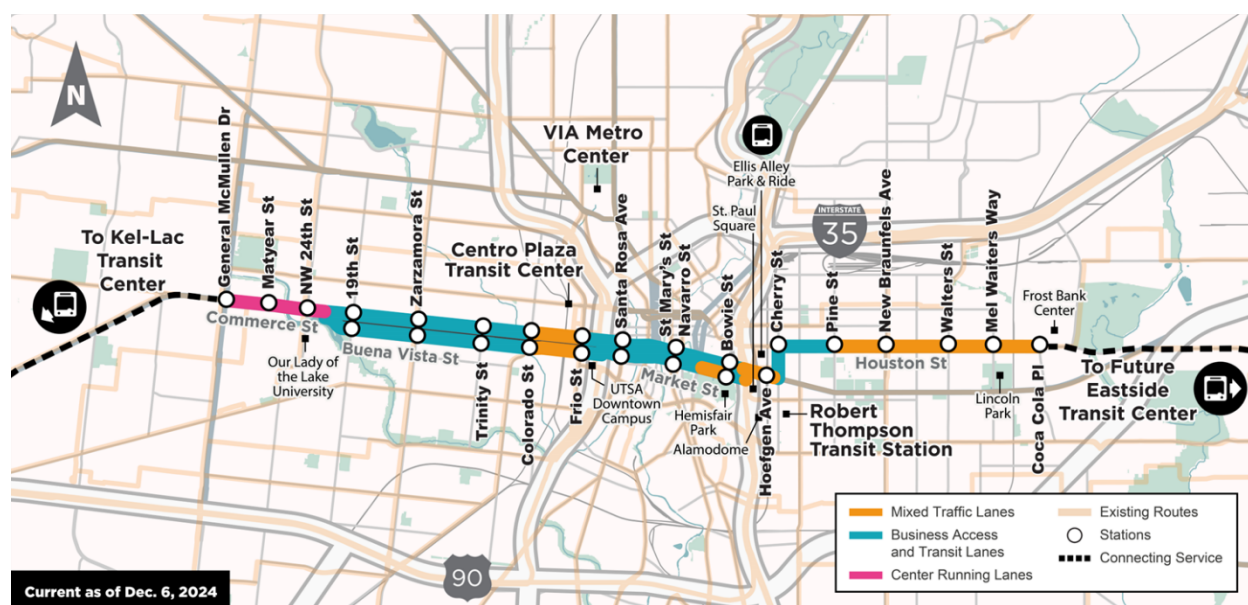 N
General McMullen Dr
Matyear St
NW 24th St
19th St
Zarzamora St
VIA Metro
Center
Santa Rosa Ave
St Mary's St
Navarro St
Bowie St
Ellis Alley
Park & Ride
St. Paul
Square
Cherry St
INTERSTATE
35
Pine St
New Braunfels Ave
Walters St
Mel Waiters Way
To Kel-Lac
Transit
Center
Centro Plaza
Transit Center
Frost Bank
Center
Commerce St
Our Lady of
the Lake
University
Buena Vista St
Trinity St
Colorado St
Frio St
UTSA
Downtown
Campus
Market St
Hemisfair
Park
Alamodome
Hoefgen Ave
Robert
Thompson
Transit Station
Houston St
Lincoln
Park
Coca Cola Pl
To Future
Eastside
Transit Center
90
Mixed Traffic Lanes
Business Access
and Transit Lanes
Center Running Lanes
Existing Routes
Stations
Connecting Service
Current as of Dec. 6, 2024